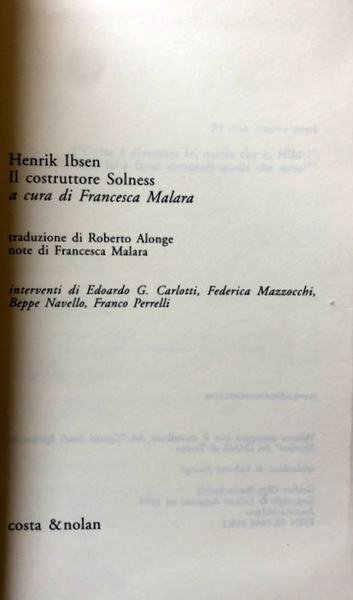 Henrik Ibsen
Il costruttore Solness
a cura di Francesca Malara
traduzione di Roberto Alonge
note di Francesca Malara
interventi di Edoardo G. Carlotti, Federica Mazzocchi,
Beppe Navello, Franco Perrelli
costa & nolan